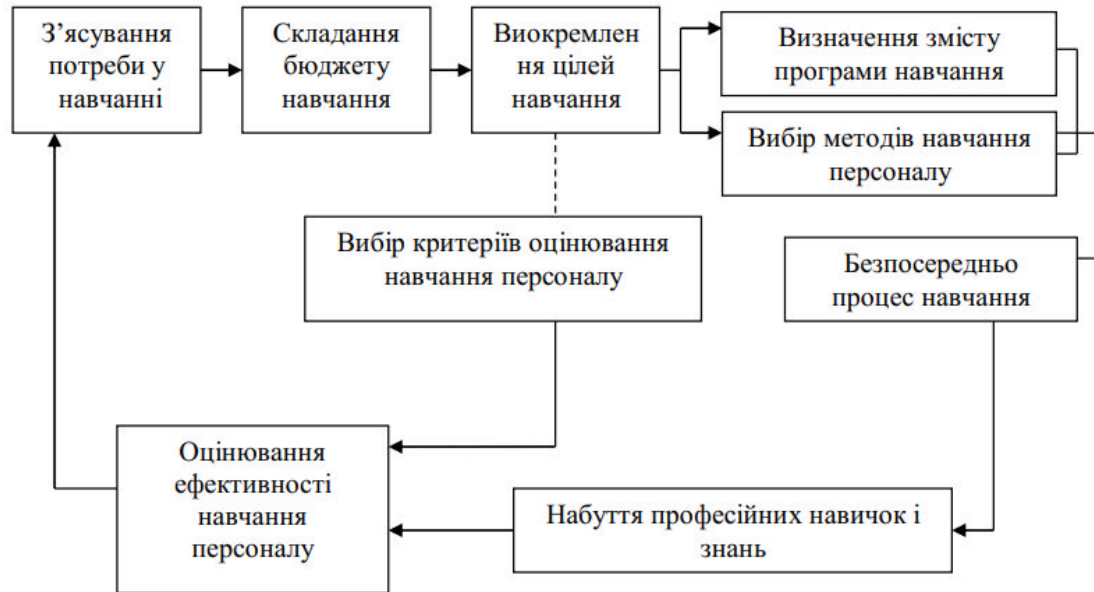 З’ясування
потреби у
навчанні
Складання
бюджету
навчання
Виокремлен
ня цілей
навчання
Визначення змісту
програми навчання
Вибір методів навчання
персоналу
Вибір критеріїв оцінювання
навчання персоналу
Безпосередньо
процес навчання
Оцінювання
ефективності
навчання
персоналу
Набуття професійних навичок і
знань